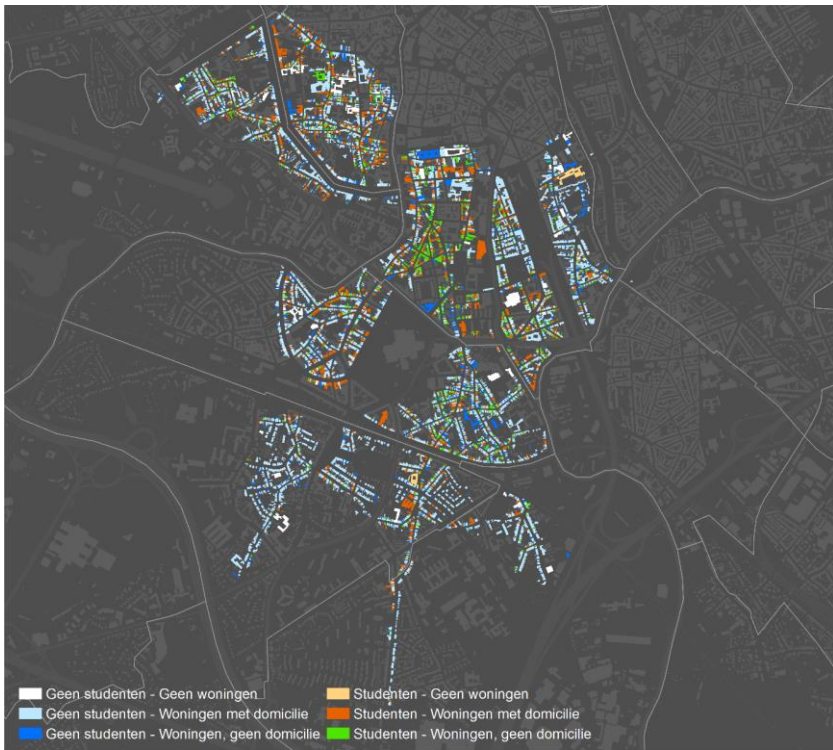 Geen studenten - Geen woningen
Geen studenten - Woningen met domicilie
Geen studenten - Woningen, geen domicilie
Studenten - Geen woningen
Studenten - Woningen met domicilie
Studenten - Woningen, geen domicilie